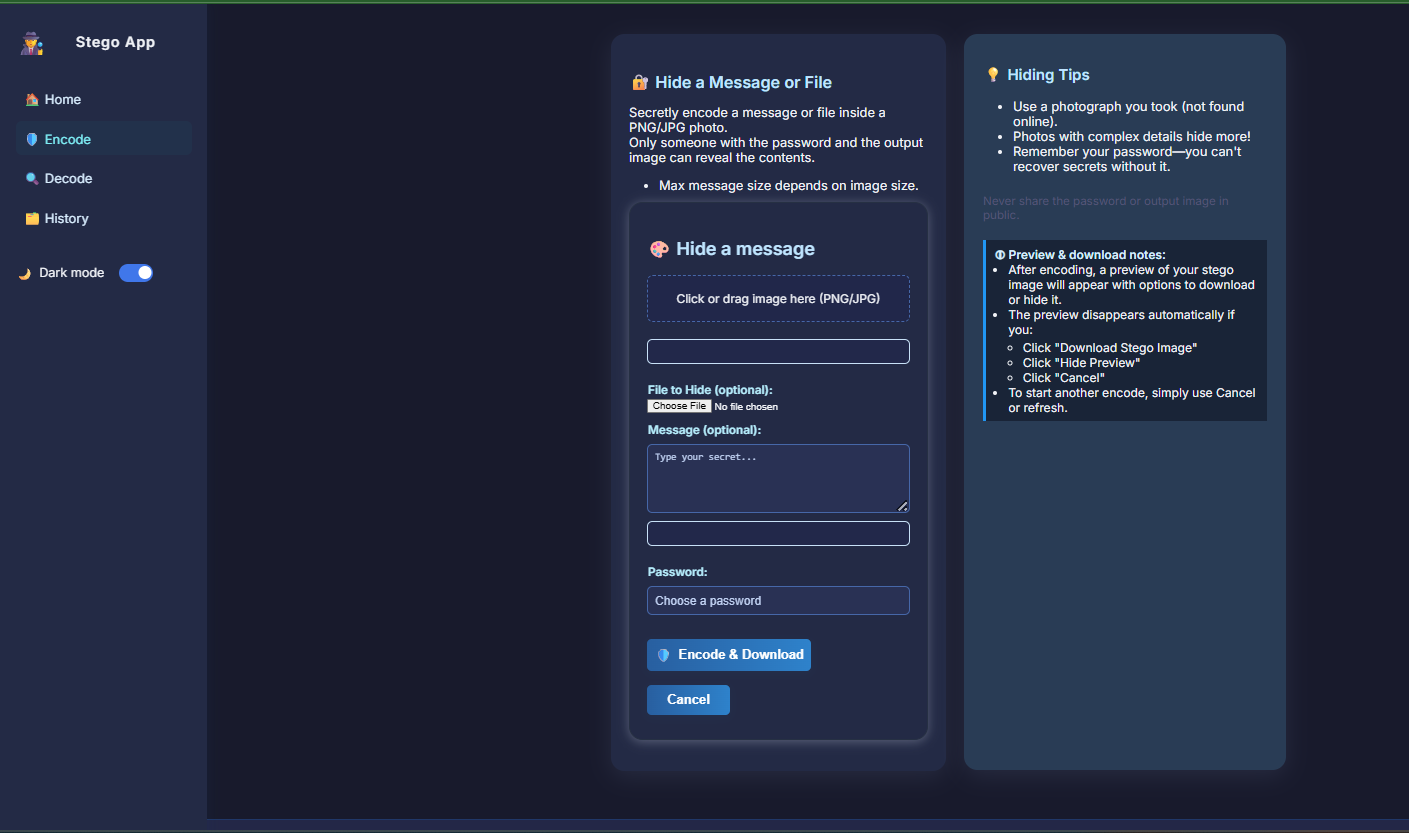 Stego App
Home
Encode
Decode
History
Dark mode
Hide a Message or File
Secretly encode a message or file inside a
PNG/JPG photo.
Only someone with the password and the output
image can reveal the contents.
• Max message size depends on image size.
Hide a message
Click or drag image here (PNG/JPG)
File to Hide (optional):
Choose File No file chosen
Message (optional):
Type your secret...
Password:
Choose a password
Encode & Download
Cancel
Hiding Tips
• Use a photograph you took (not found
online).
• Photos with complex details hide more!
• Remember your password—you can't
recover secrets without it.
Never share the password or output image in
public.
Preview & download notes:
• After encoding, a preview of your stego
image will appear with options to download
or hide it.
• The preview disappears automatically if
you:
◦ Click "Download Stego Image"
◦ Click "Hide Preview"
◦ Click "Cancel"
• To start another encode, simply use Cancel
or refresh.